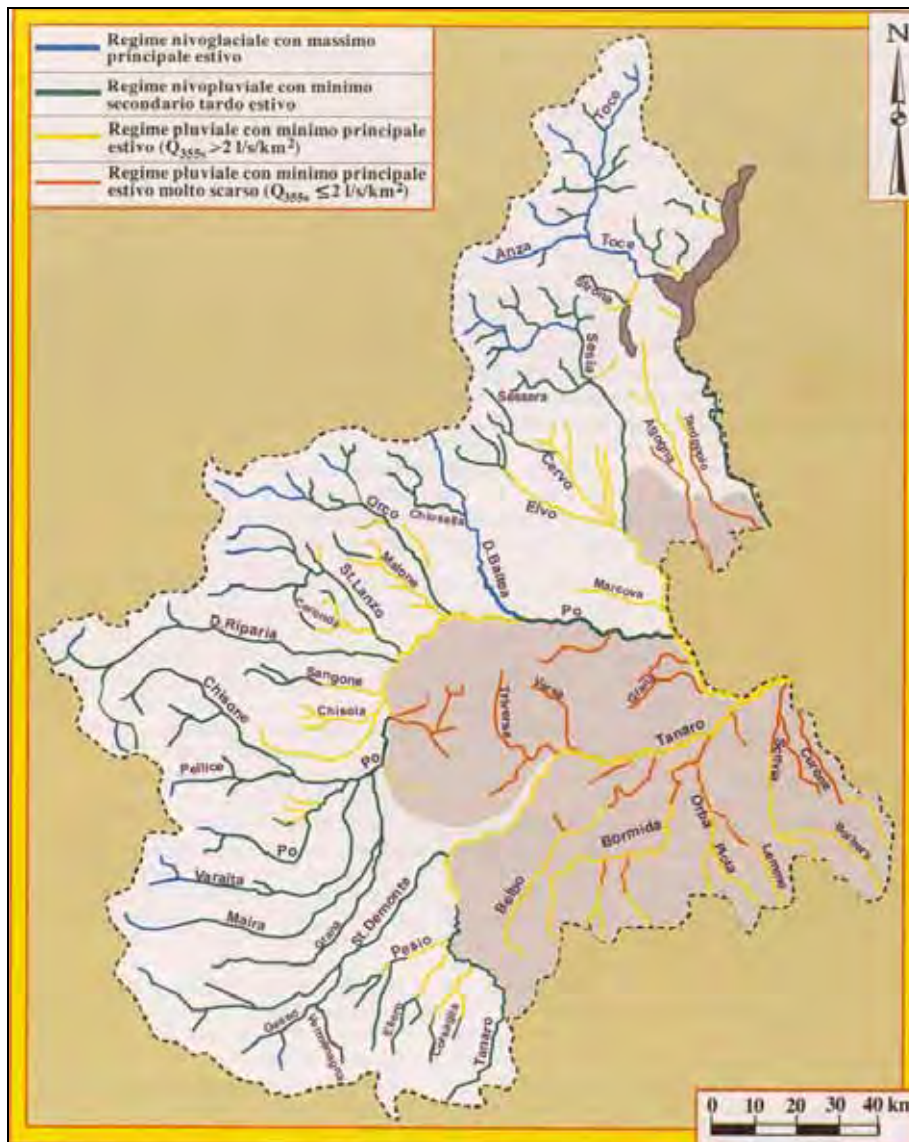 Regime nivoglaciale con massimo
principale estivo
Regime nivopluviale con minimo
secondario tardo estivo
Regime pluviale con minimo principale
estivo (Q355s >2 l/s/km²)
Regime pluviale con minimo principale
estivo molto scarso (Q355s ≤2 l/s/km²)
N
Toce
Anza
Toce
Strona
Sesia
Sessera
Agogna
Terdoppio
Cervo
Elvo
Orco
Chiusella
D.Baltea
Malone
St.Lanzo
Marcova
Po
Ceronda
D.Riparia
Sangone
Chisola
Chisone
Triversa
Versa
Grana
Tanaro
Po
Pellice
Scrivia
Curone
Borbera
Orba
Piota
Lemme
Bormida
Belbo
Po
Varaita
Maira
Grana
St.Demonte
Pesio
Gesso
Vermenagna
Ellero
Corsaglia
Tanaro
0 10 20 30 40 km